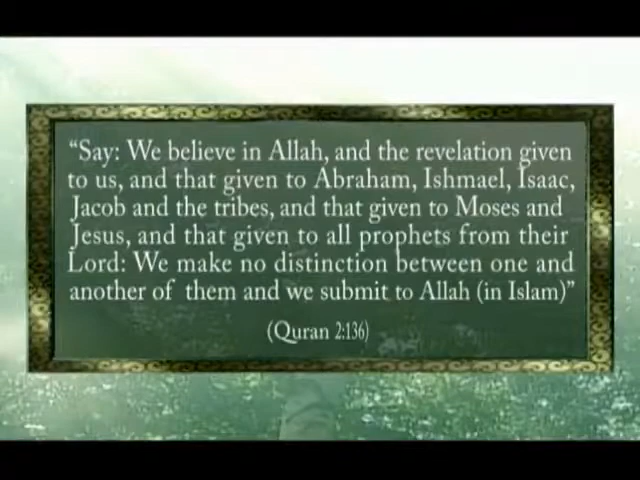 “Say: We believe in Allah, and the revelation given
to us, and that given to Abraham, Ishmael, Isaac,
Jacob and the tribes, and that given to Moses and
Jesus, and that given to all prophets from their
Lord: We make no distinction between one and
another of them and we submit to Allah (in Islam)”
(Quran 2:136)